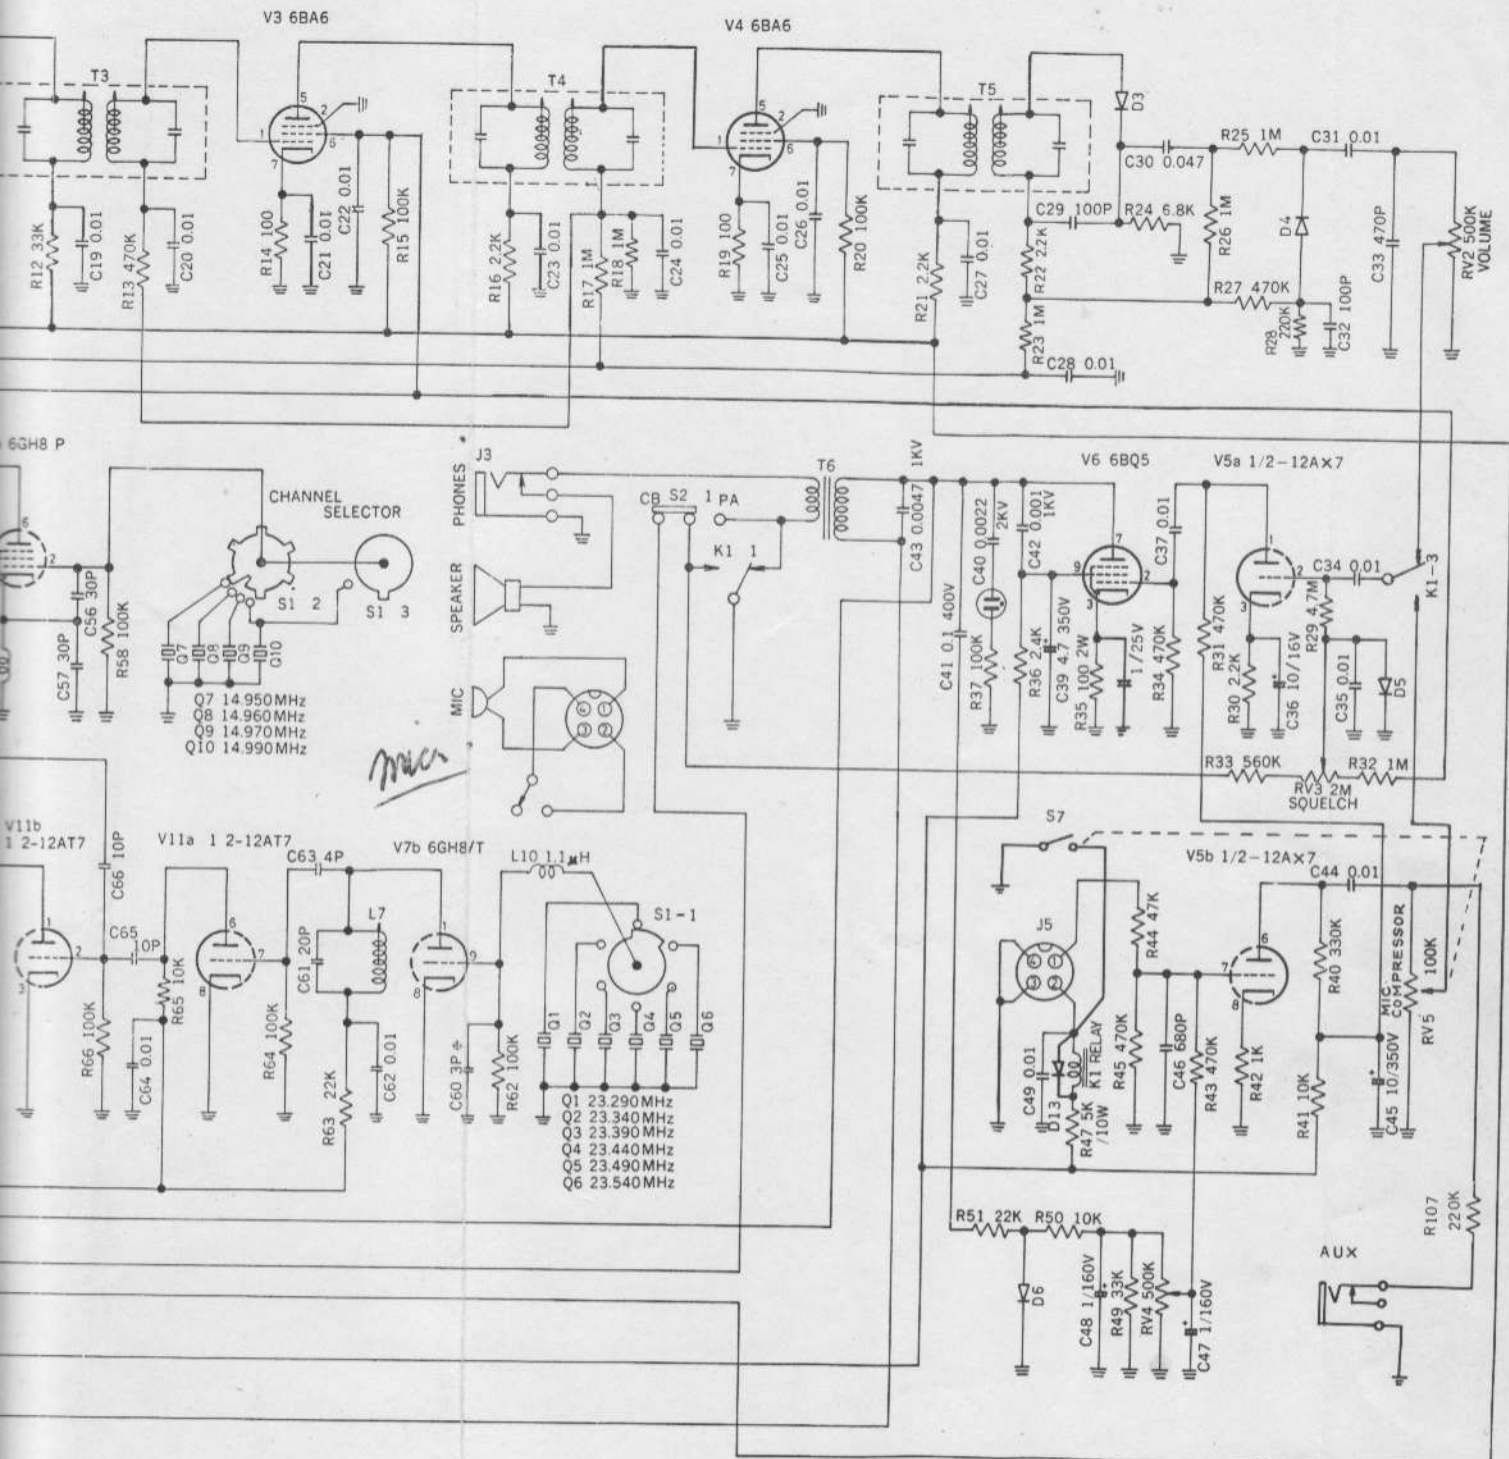 V3 6BA6
V4 6BA6
T3
T4
T5
D3
R12 33K
C19 0.01
R13 470K
C20 0.01
R14 100
C21 0.01
C22 0.01
R15 100K
R16 2.2K
C23 0.01
R17 1M
R18 1M
C24 0.01
R19 100
C25 0.01
C26 0.01
R20 100K
R21 2.2K
C27 0.01
C29 100P
R22 2.2K
R23 1M
C28 0.01
R24 6.8K
C30 0.047
R25 1M
R26 1M
R27 470K
R28 220K
D4
C31 0.01
C32 100P
C33 470P
RV2 500K
VOLUME
6GH8 P
CHANNEL
SELECTOR
S1 2
S1 3
C56 30P
C57 30P
R58 100K
Q7
Q8
Q9
Q10
Q7 14.950MHz
Q8 14.960MHz
Q9 14.970MHz
Q10 14.990MHz
J3
PHONES
SPEAKER
MIC
mic
CB S2 1 PA
K1 1
T6
C43 0.0047
1KV
C41 0.1 400V
C40 0.0022
2KV
R37 100K
C42 0.001
1KV
R36 2.4K
C39 4.7 350V
V6 6BQ5
R35 100 2W
1/25V
R34 470K
C37 0.01
R31 470K
V5a 1/2-12A×7
C34 0.01
K1-3
R29 4.7M
R30 2.2K
C36 10/16V
C35 0.01
D5
R33 560K
RV3 2M
SQUELCH
R32 1M
V11b
1 2-12AT7
C66 10P
C65
10P
R66 100K
C64 0.01
R65 10K
V11a 1 2-12AT7
R64 100K
C63 4P
C61 20P
L7
R63 22K
C62 0.01
V7b 6GH8/T
C60 3P
R62 100K
L10 1.1μH
S1-1
Q1
Q2
Q3
Q4
Q5
Q6
Q1 23.290MHz
Q2 23.340MHz
Q3 23.390MHz
Q4 23.440MHz
Q5 23.490MHz
Q6 23.540MHz
S7
J5
C49 0.01
D13
K1 RELAY
R47 5K
/10W
R44 47K
R45 470K
C46 680P
R43 470K
V5b 1/2-12A×7
R42 1K
C44 0.01
R40 330K
R41 10K
C45 10/350V
MIC
COMPRESSOR
RV5 100K
R51 22K
R50 10K
D6
C48 1/160V
R49 33K
RV4 500K
C47 1/160V
R107
220K
AUX